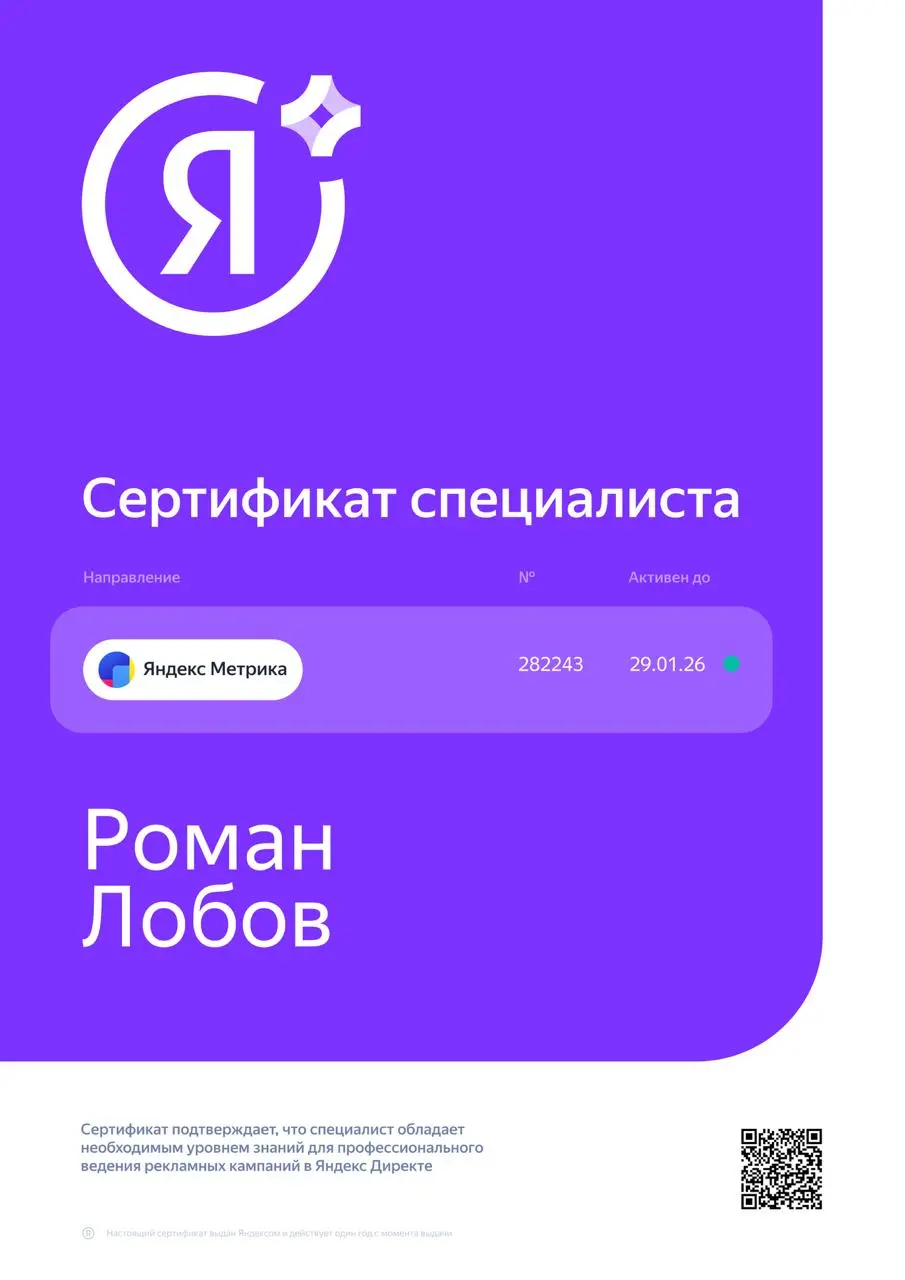 Я
Сертификат специалиста
Направление № Активен до
Яндекс Метрика 282243 29.01.26
Роман
Лобов
Сертификат подтверждает, что специалист обладает
необходимым уровнем знаний для профессионального
ведения рекламных кампаний в Яндекс Директе
Я Настоящий сертификат выдан Яндексом и действует один год с момента выдачи